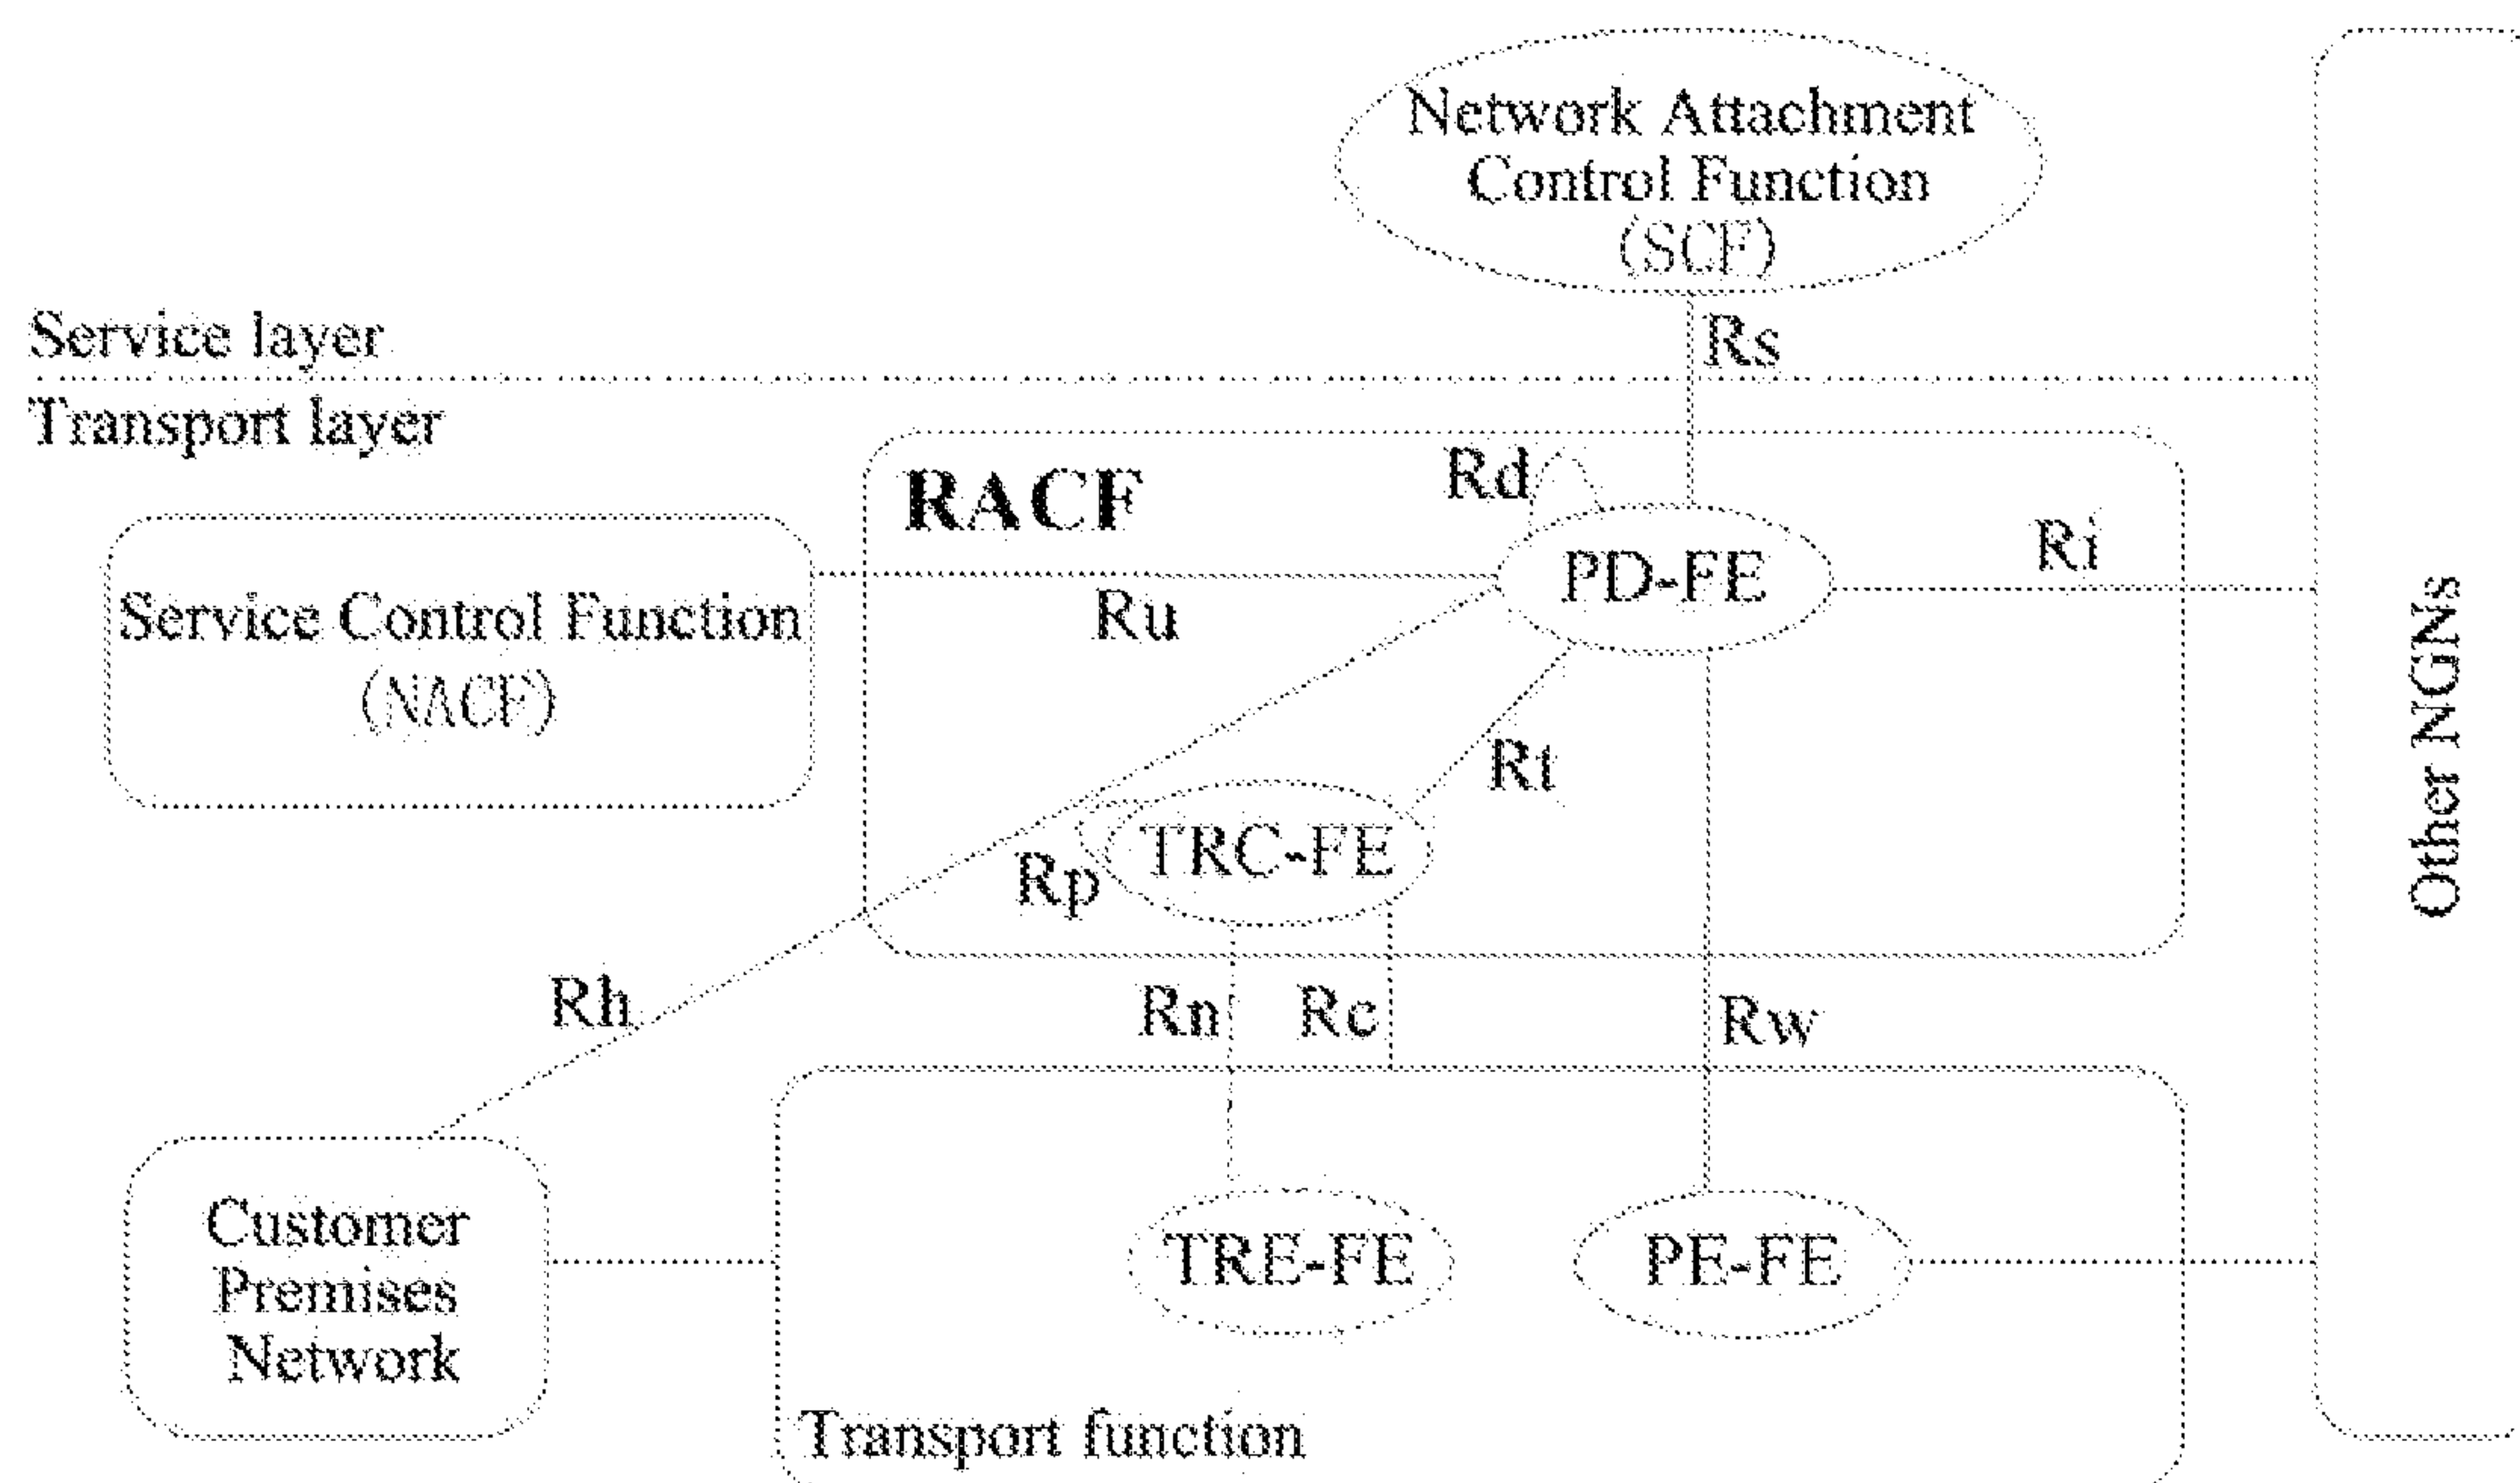 Network Attachment
Control Function
(SCF)
Service layer
Rs
Transport layer
RACF
Rd
PD-FE
Ri
Service Control Function
(NACF)
Ru
Other NGNs
Rt
TRC-FE
Rp
Rh
Rn
Rc
Rw
Customer
Premises
Network
TRE-FE
PE-FE
Transport function